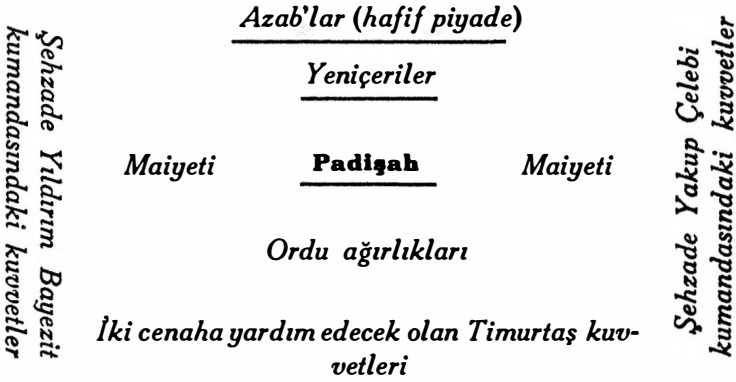 Azab'lar (hafif piyade)
Yeniçeriler
Maiyeti Padişah Maiyeti
Ordu ağırlıkları
İki cenaha yardım edecek olan Timurtaş kuv-
vetleri
Şehzade Yıldırım Bayezit
kumandasındaki kuvvetler
Şehzade Yakup Çelebi
kumandasındaki kuvvetler